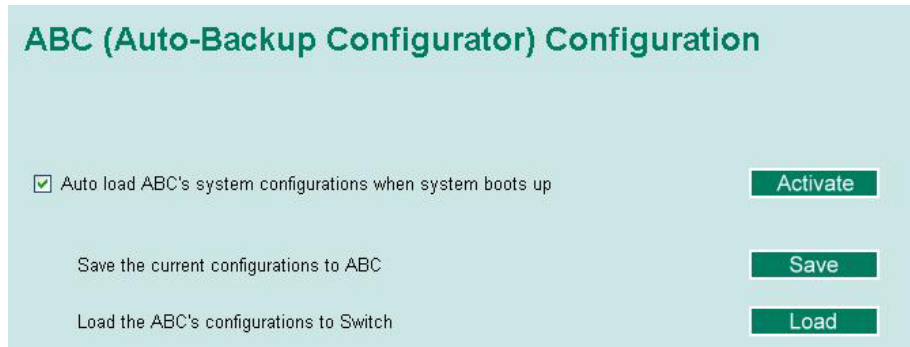 ABC (Auto-Backup Configurator) Configuration
Auto load ABC's system configurations when system boots up Activate
Save the current configurations to ABC Save
Load the ABC's configurations to Switch Load